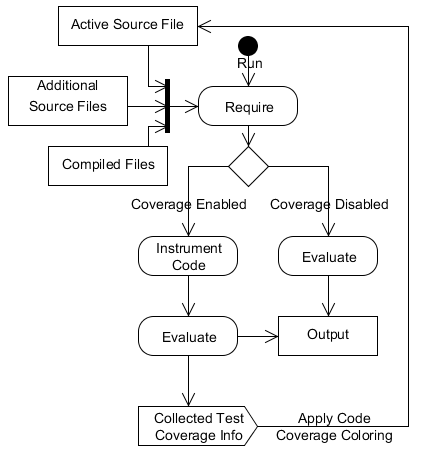 Active Source File
Run
Additional
Source Files
Require
Compiled Files
Coverage Enabled
Coverage Disabled
Instrument
Code
Evaluate
Evaluate
Output
Collected Test
Coverage Info
Apply Code
Coverage Coloring